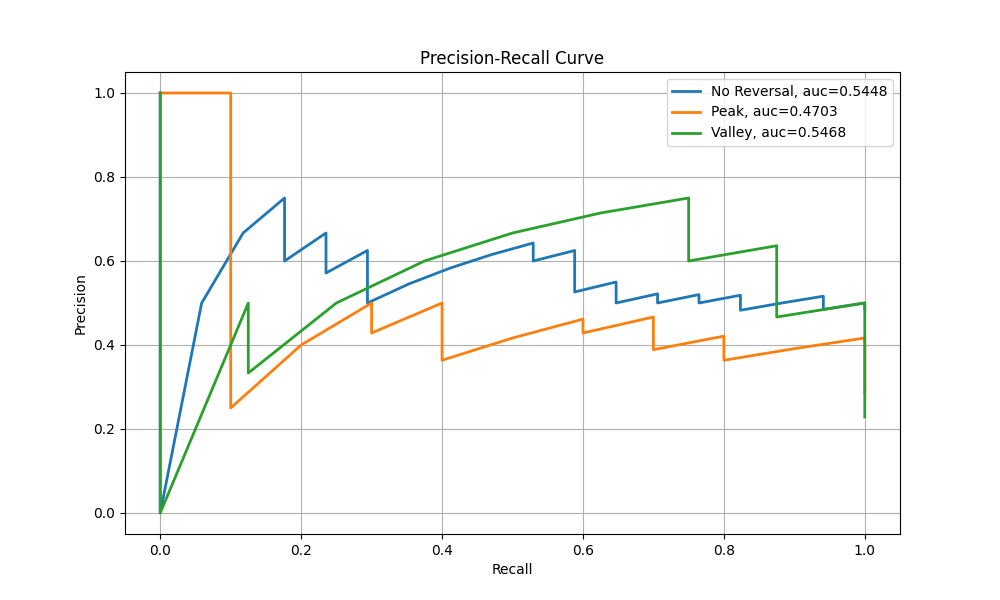 Precision-Recall Curve
No Reversal, auc=0.5448
Peak, auc=0.4703
Valley, auc=0.5468
Precision
1.0
0.8
0.6
0.4
0.2
0.0
0.0 0.2 0.4 0.6 0.8 1.0
Recall